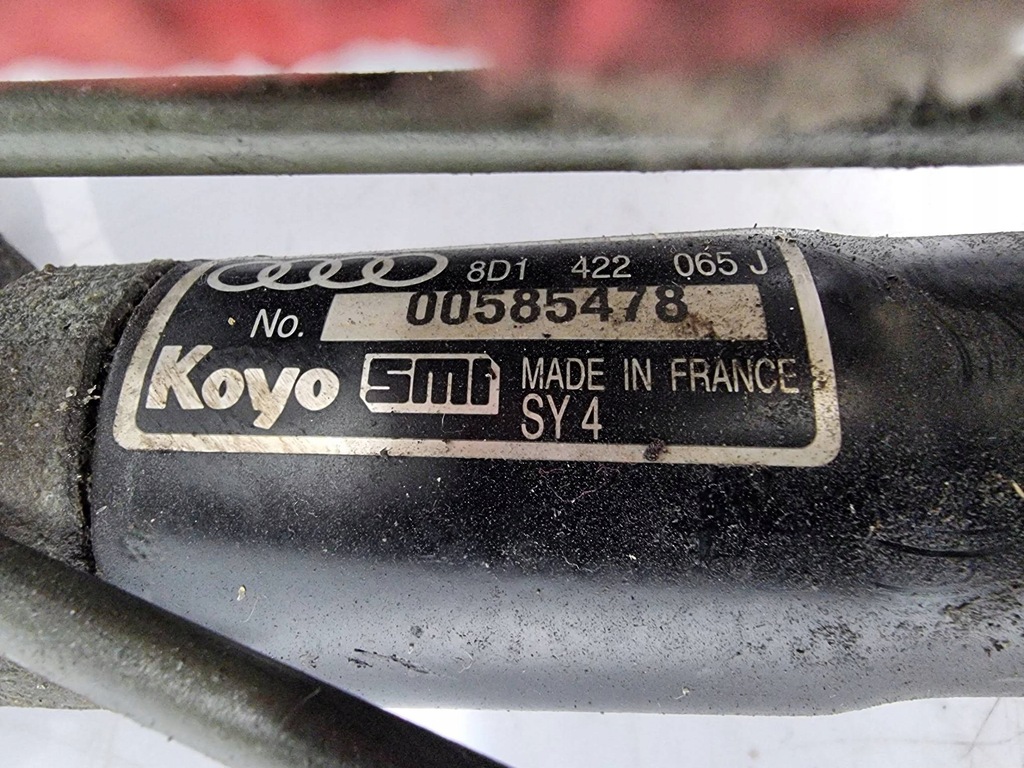 8D1 422 065 J
No. 00585478
Koyo smi MADE IN FRANCE
SY 4